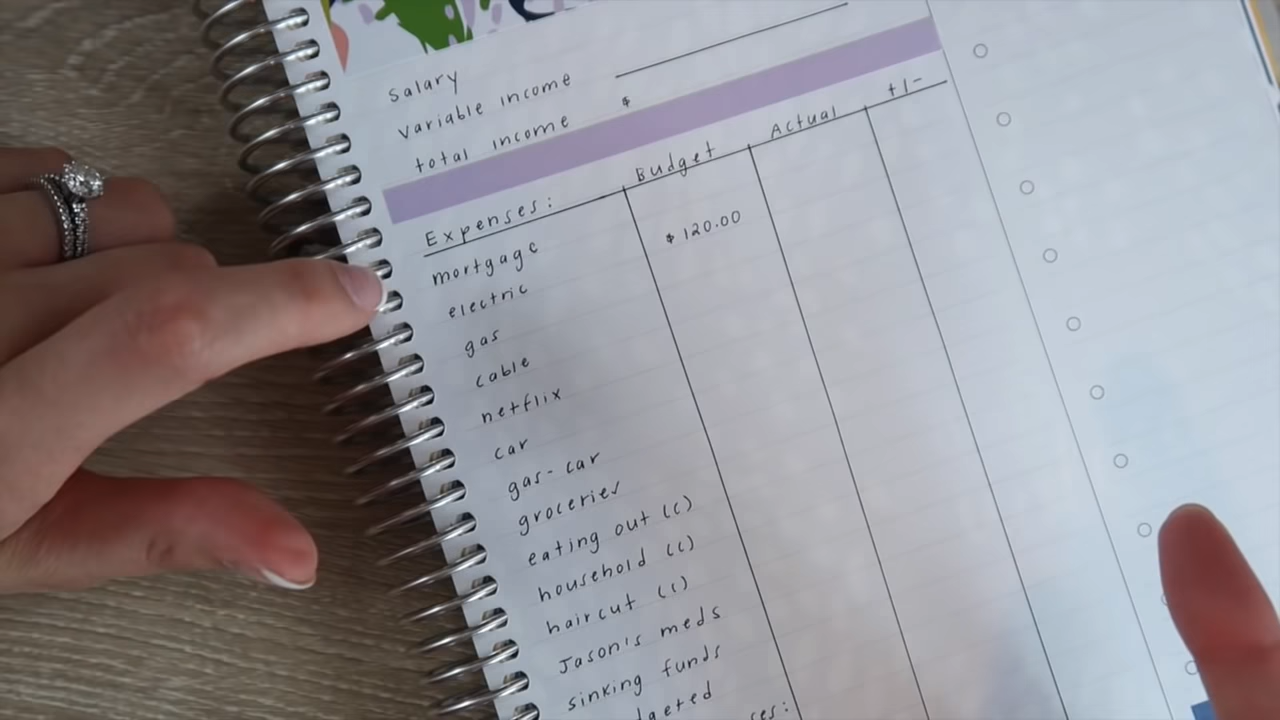 salary
variable income
total income $
Expenses: Budget Actual +/-
mortgage
electric $120.00
gas
cable
netflix
car
gas-car
groceries
eating out (c)
household (c)
haircut (c)
Jason's meds
sinking funds